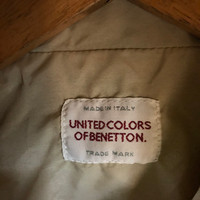 MADE IN ITALY
UNITED COLORS
OF BENETTON.
TRADE MARK